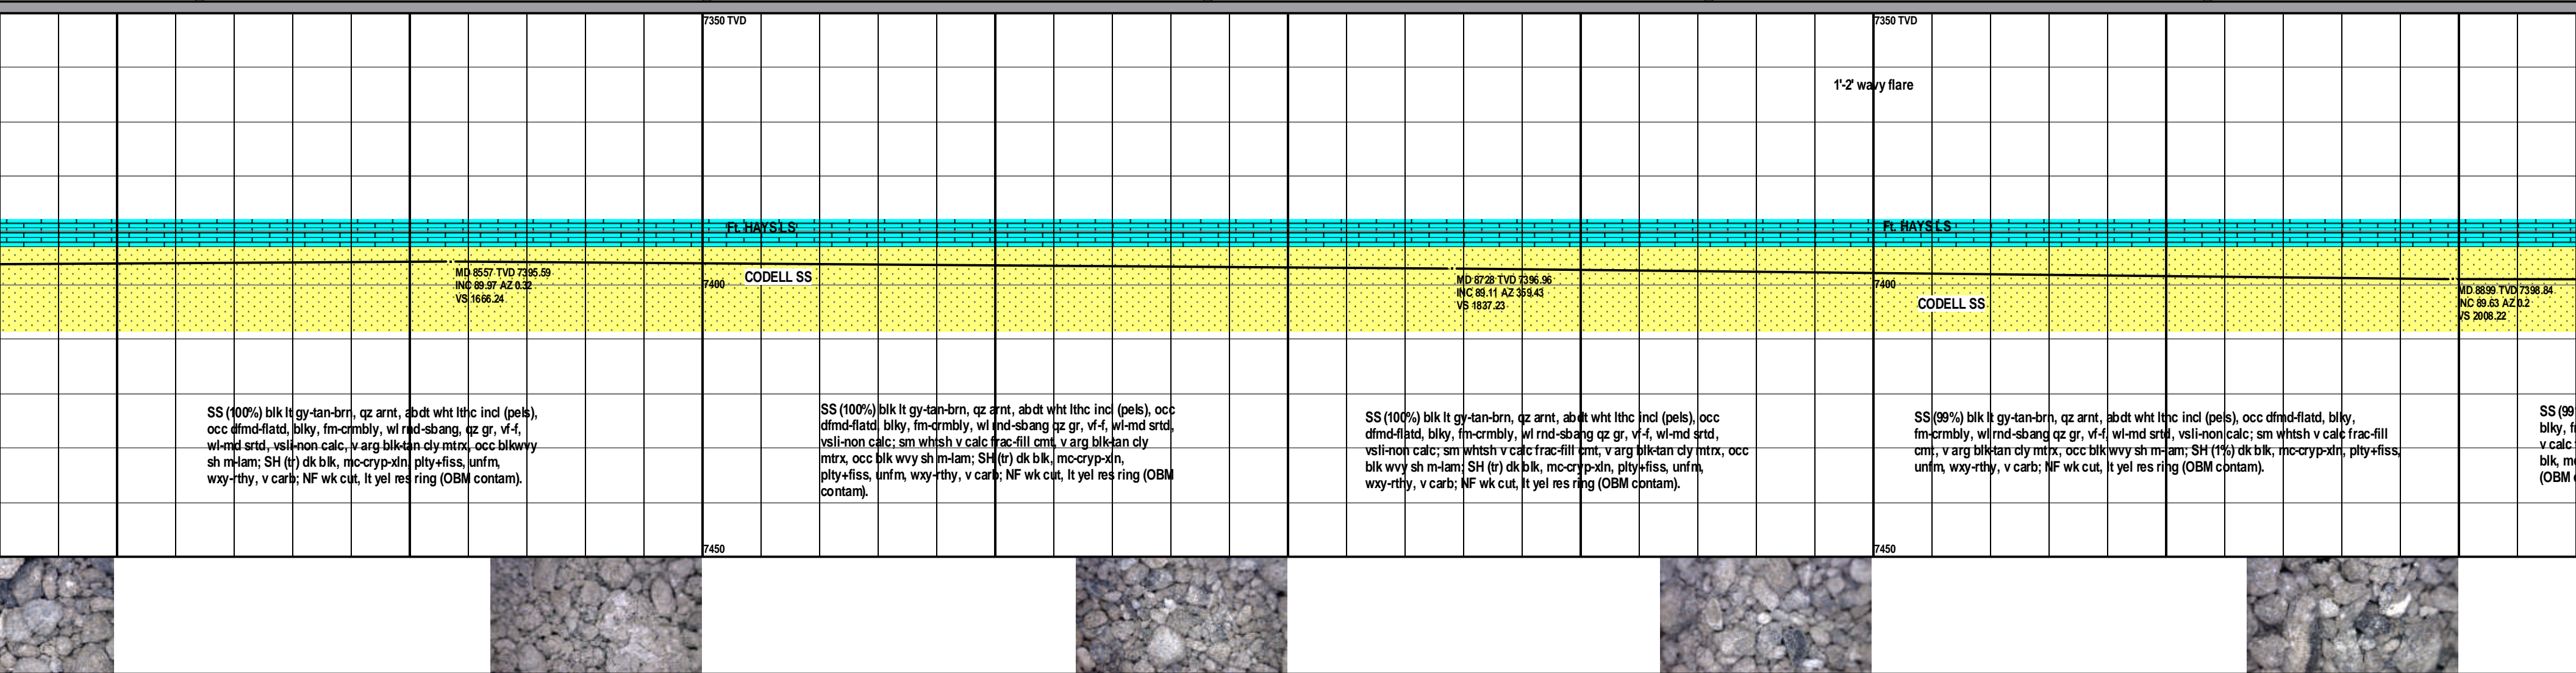 7350 TVD
7350 TVD
1'-2' wavy flare
Ft. HAYS LS
Ft. HAYS LS
MD 8557 TVD 7395.59
INC 89.97 AZ 0.32
VS 1666.24
CODELL SS
7400
MD 8728 TVD 7396.96
INC 89.11 AZ 359.43
VS 1837.23
7400
CODELL SS
MD 8899 TVD 7398.84
INC 89.63 AZ 0.2
VS 2008.22
SS (100%) blk lt gy-tan-brn, qz arnt, abdt wht lthc incl (pels),
occ dfmd-flatd, blky, fm-crmbly, wl rnd-sbang, qz gr, vf-f,
wl-md srtd, vsli-non calc, v arg blk-tan cly mtrx, occ blkwvy
sh m-lam; SH (tr) dk blk, mc-cryp-xln, plty+fiss, unfm,
wxy-rthy, v carb; NF wk cut, lt yel res ring (OBM contam).
SS (100%) blk lt gy-tan-brn, qz arnt, abdt wht lthc incl (pels), occ
dfmd-flatd, blky, fm-crmbly, wl rnd-sbang qz gr, vf-f, wl-md srtd,
vsli-non calc; sm whtsh v calc frac-fill cmt, v arg blk-tan cly
mtrx, occ blk wvy sh m-lam; SH (tr) dk blk, mc-cryp-xln,
plty+fiss, unfm, wxy-rthy, v carb; NF wk cut, lt yel res ring (OBM
contam).
SS (100%) blk lt gy-tan-brn, qz arnt, abdt wht lthc incl (pels), occ
dfmd-flatd, blky, fm-crmbly, wl rnd-sbang qz gr, vf-f, wl-md srtd,
vsli-non calc; sm whtsh v calc frac-fill cmt, v arg blk-tan cly mtrx, occ
blk wvy sh m-lam; SH (tr) dk blk, mc-cryp-xln, plty+fiss, unfm,
wxy-rthy, v carb; NF wk cut, lt yel res ring (OBM contam).
SS (99%) blk lt gy-tan-brn, qz arnt, abdt wht lthc incl (pels), occ dfmd-flatd, blky,
fm-crmbly, wl rnd-sbang qz gr, vf-f, wl-md srtd, vsli-non calc; sm whtsh v calc frac-fill
cmt, v arg blk-tan cly mtrx, occ blk wvy sh m-lam; SH (1%) dk blk, mc-cryp-xln, plty+fiss,
unfm, wxy-rthy, v carb; NF wk cut, lt yel res ring (OBM contam).
SS (99
blky, f
v calc
blk, m
(OBM
7450
7450